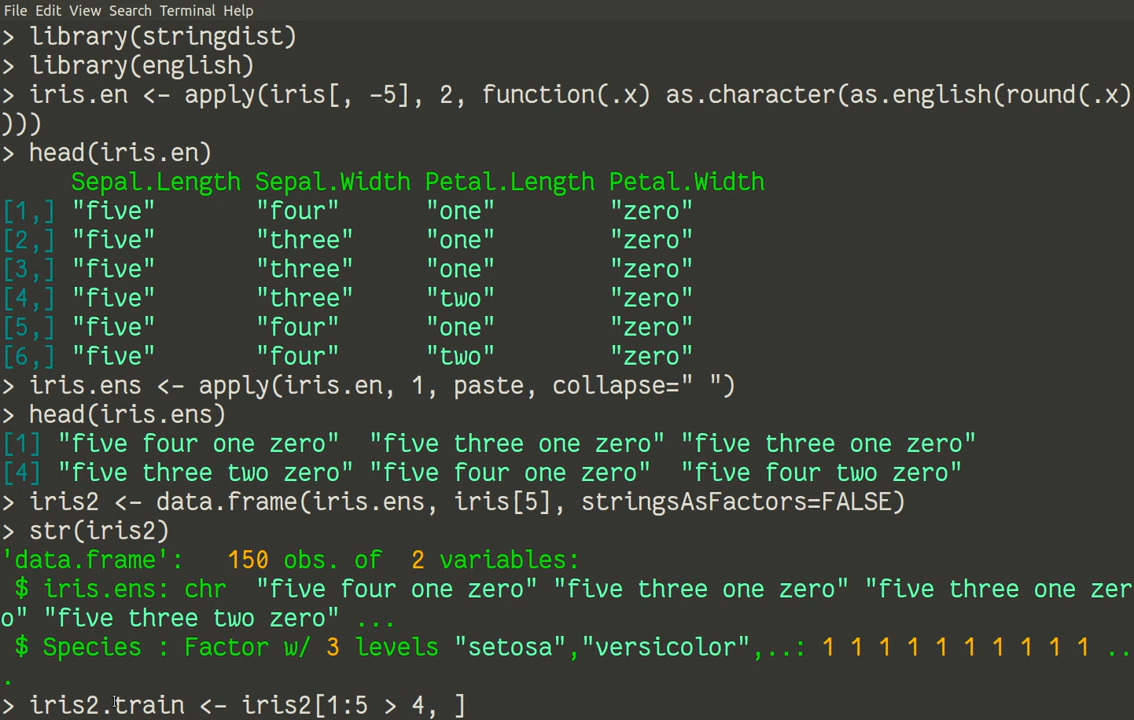 File Edit View Search Terminal Help
> library(stringdist)
> library(english)
> iris.en <- apply(iris[, -5], 2, function(.x) as.character(as.english(round(.x)
)))
> head(iris.en)
Sepal.Length Sepal.Width Petal.Length Petal.Width
[1,] "five" "four" "one" "zero"
[2,] "five" "three" "one" "zero"
[3,] "five" "three" "one" "zero"
[4,] "five" "three" "two" "zero"
[5,] "five" "four" "one" "zero"
[6,] "five" "four" "two" "zero"
> iris.ens <- apply(iris.en, 1, paste, collapse=" ")
> head(iris.ens)
[1] "five four one zero" "five three one zero" "five three one zero"
[4] "five three two zero" "five four one zero" "five four two zero"
> iris2 <- data.frame(iris.ens, iris[5], stringsAsFactors=FALSE)
> str(iris2)
'data.frame': 150 obs. of 2 variables:
$ iris.ens: chr "five four one zero" "five three one zero" "five three one zer
o" "five three two zero" ...
$ Species : Factor w/ 3 levels "setosa","versicolor",..: 1 1 1 1 1 1 1 1 1 1 ..
.
> iris2.train <- iris2[1:5 > 4, ]